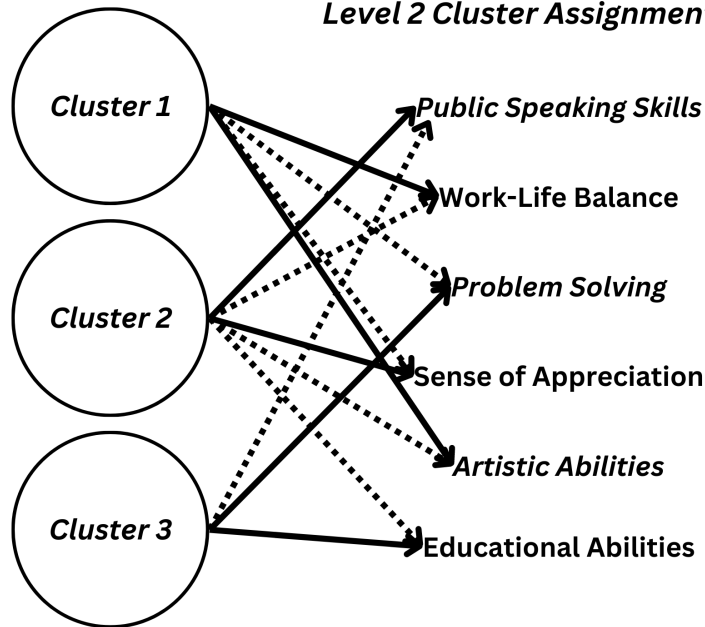 Level 2 Cluster Assignmen
Cluster 1
Public Speaking Skills
Work-Life Balance
Cluster 2
Problem Solving
Sense of Appreciation
Artistic Abilities
Cluster 3
Educational Abilities